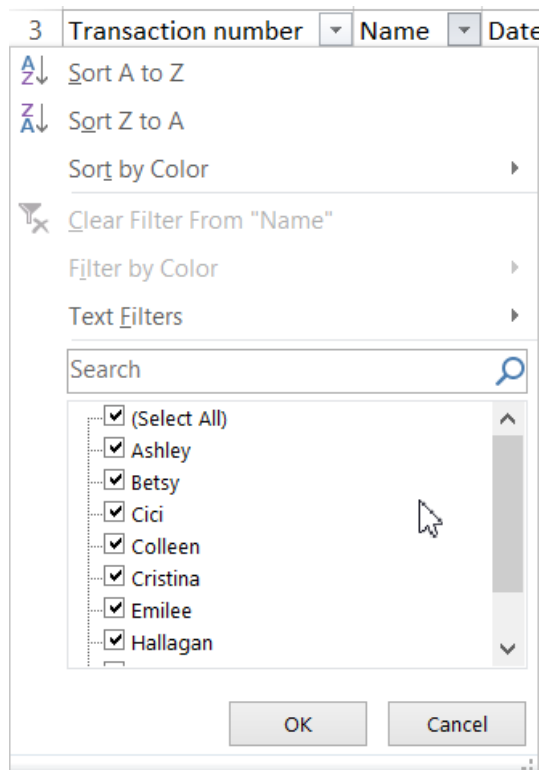 3 Transaction number Name Date
A Z Sort A to Z
Z A Sort Z to A
Sort by Color
Clear Filter From "Name"
Filter by Color
Text Filters
Search
(Select All)
Ashley
Betsy
Cici
Colleen
Cristina
Emilee
Hallagan
OK Cancel